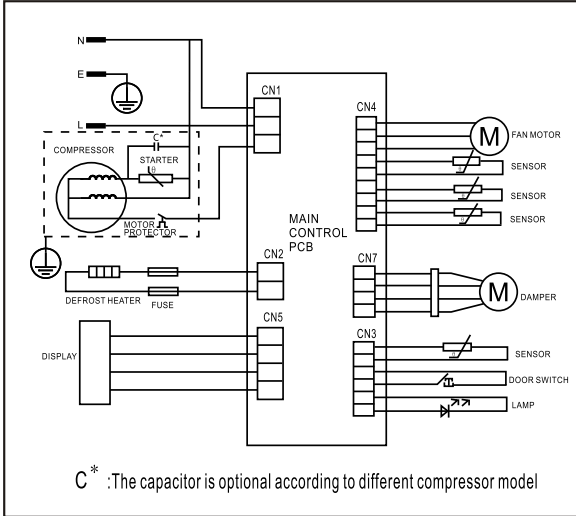 N
E
L
C*
COMPRESSOR
STARTER
θ
MOTOR
PROTECTOR
CN1
CN4
M
FAN MOTOR
θ
SENSOR
θ
SENSOR
θ
SENSOR
MAIN
CONTROL
PCB
CN2
DEFROST HEATER
FUSE
CN7
M
DAMPER
CN5
DISPLAY
CN3
θ
SENSOR
DOOR SWITCH
LAMP
C* :The capacitor is optional according to different compressor model